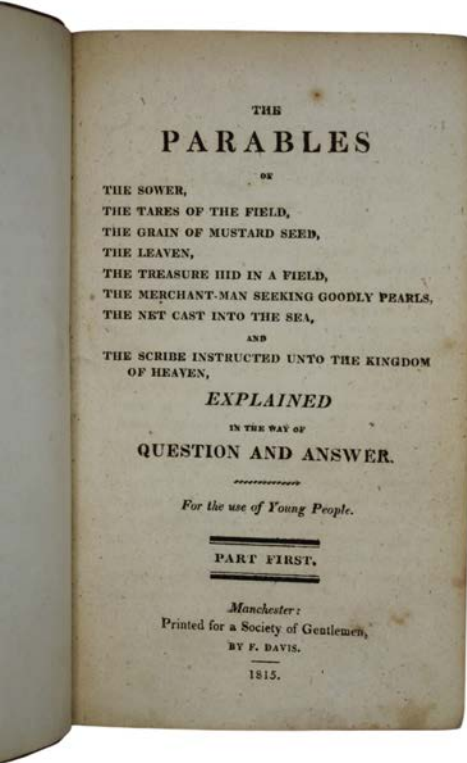 THE
PARABLES
OF
THE SOWER,
THE TARES OF THE FIELD,
THE GRAIN OF MUSTARD SEED,
THE LEAVEN,
THE TREASURE HID IN A FIELD,
THE MERCHANT-MAN SEEKING GOODLY PEARLS,
THE NET CAST INTO THE SEA,
AND
THE SCRIBE INSTRUCTED UNTO THE KINGDOM
OF HEAVEN,
EXPLAINED
IN THE WAY OF
QUESTION AND ANSWER.
For the use of Young People.
PART FIRST.
Manchester:
Printed for a Society of Gentlemen,
BY F. DAVIS.
1815.